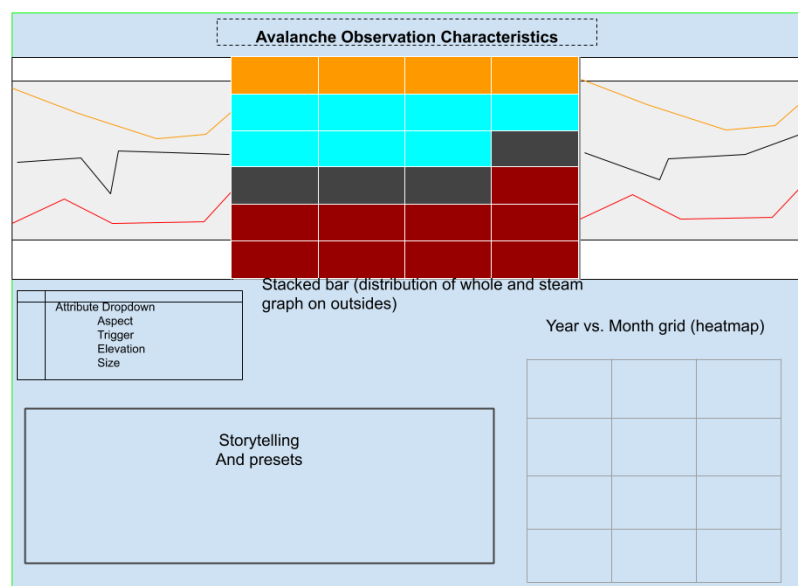 Avalanche Observation Characteristics
Stacked bar (distribution of whole and steam
graph on outsides)
Attribute Dropdown
Aspect
Trigger
Elevation
Size
Year vs. Month grid (heatmap)
Storytelling
And presets